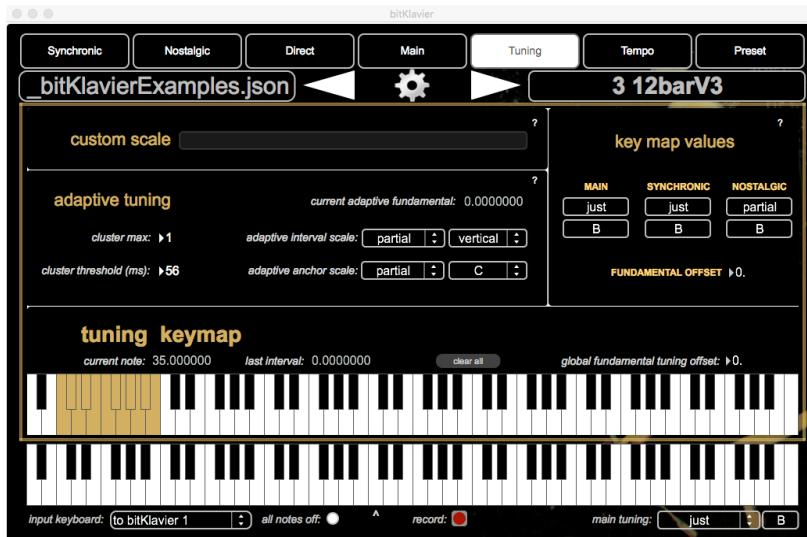 bitKlavier
Synchronic Nostalgic Direct Main Tuning Tempo Preset
_bitKlavierExamples.json 3 12barV3
custom scale ?
adaptive tuning ?
current adaptive fundamental: 0.0000000
cluster max: 1 adaptive interval scale: partial vertical
cluster threshold (ms): 56 adaptive anchor scale: partial C
?
key map values
MAIN SYNCHRONIC NOSTALGIC
just just partial
B B B
FUNDAMENTAL OFFSET 0.
tuning keymap
current note: 35.000000 last interval: 0.0000000 clear all global fundamental tuning offset: 0.
input keyboard: to bitKlavier 1 all notes off: ^ record: main tuning: just B